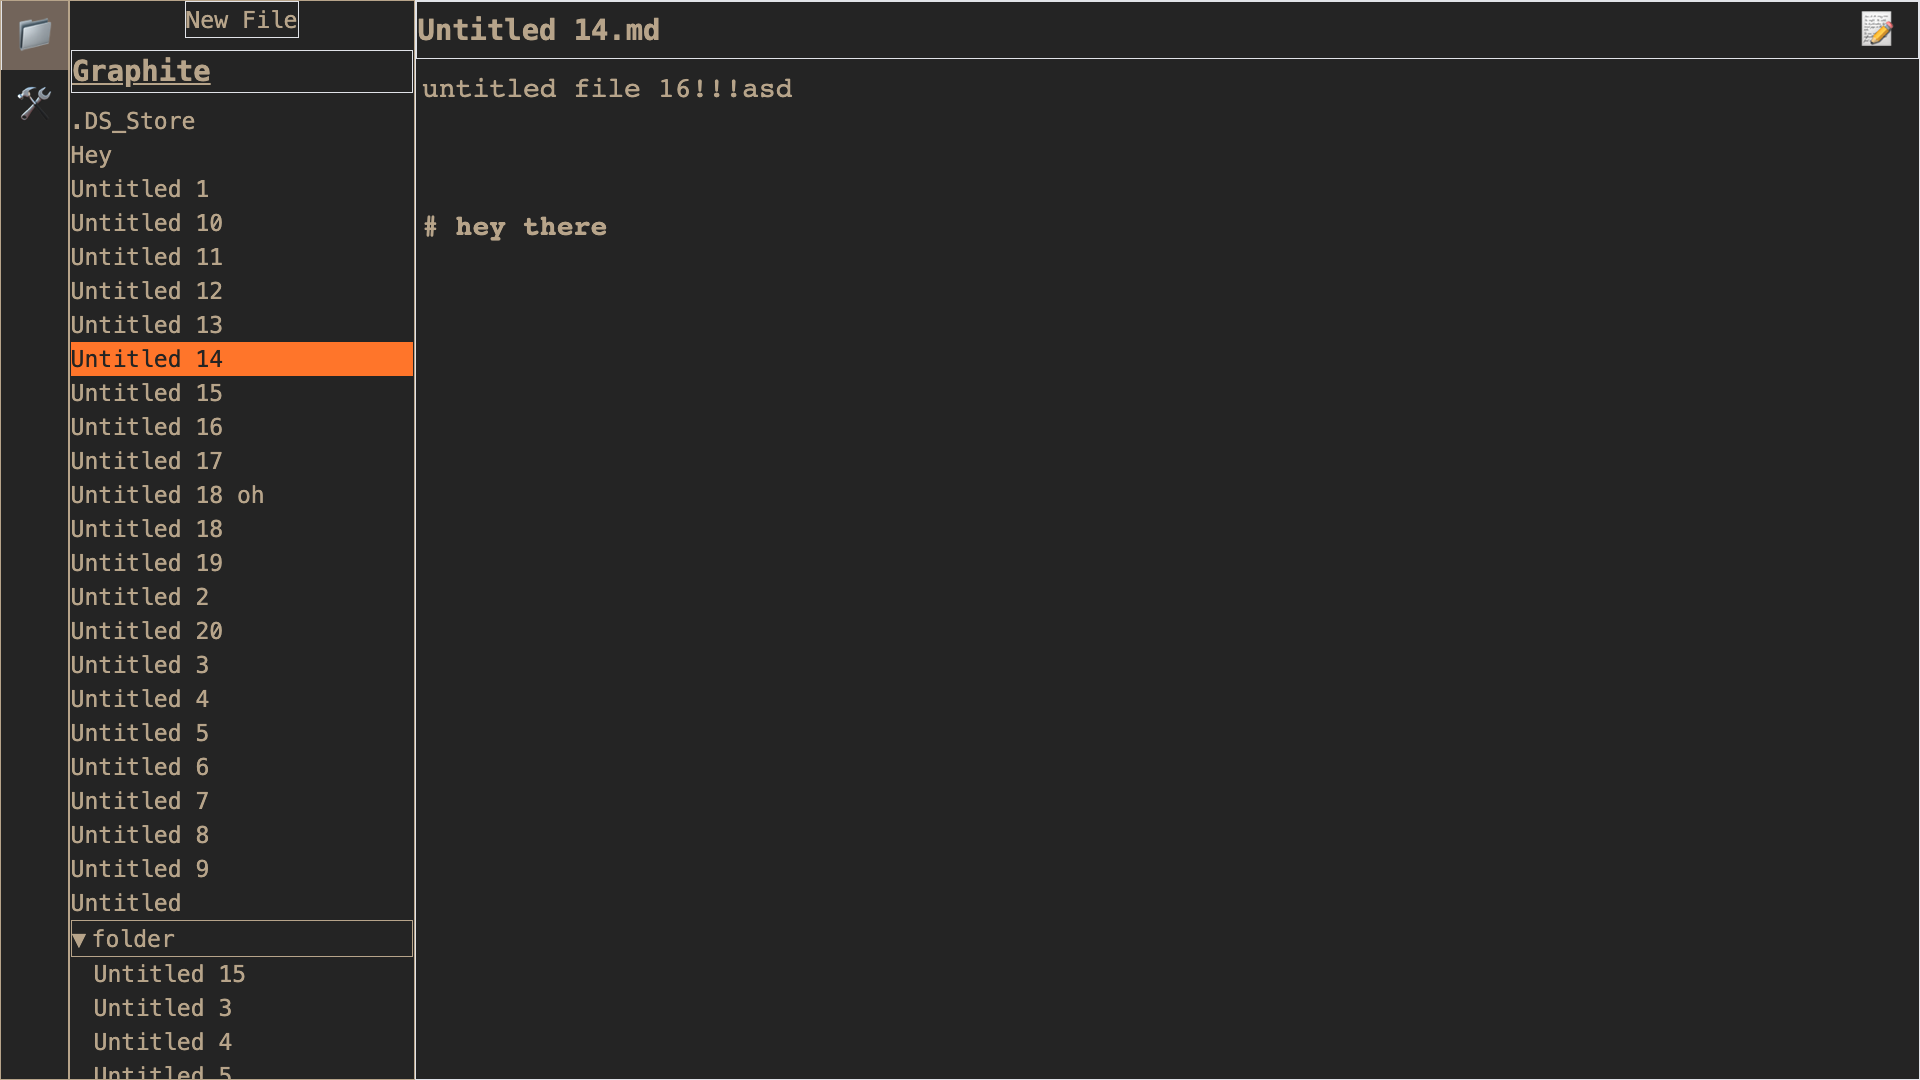 New File
Graphite
.DS_Store
Hey
Untitled 1
Untitled 10
Untitled 11
Untitled 12
Untitled 13
Untitled 14
Untitled 15
Untitled 16
Untitled 17
Untitled 18 oh
Untitled 18
Untitled 19
Untitled 2
Untitled 20
Untitled 3
Untitled 4
Untitled 5
Untitled 6
Untitled 7
Untitled 8
Untitled 9
Untitled
▼ folder
Untitled 15
Untitled 3
Untitled 4
Untitled 5
Untitled 14.md
untitled file 16!!!asd
# hey there